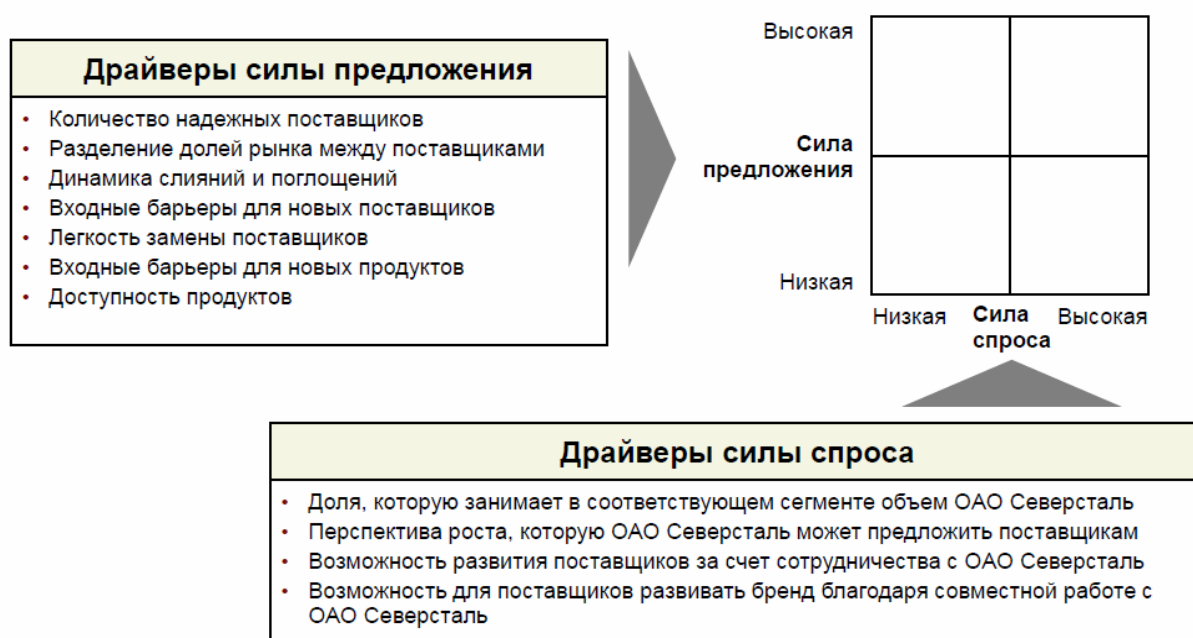 Драйверы силы предложения
• Количество надежных поставщиков
• Разделение долей рынка между поставщиками
• Динамика слияний и поглощений
• Входные барьеры для новых поставщиков
• Легкость замены поставщиков
• Входные барьеры для новых продуктов
• Доступность продуктов
Высокая
Сила
предложения
Низкая
Низкая
Сила
спроса
Высокая
Драйверы силы спроса
• Доля, которую занимает в соответствующем сегменте объем ОАО Северсталь
• Перспектива роста, которую ОАО Северсталь может предложить поставщикам
• Возможность развития поставщиков за счет сотрудничества с ОАО Северсталь
• Возможность для поставщиков развивать бренд благодаря совместной работе с
ОАО Северсталь